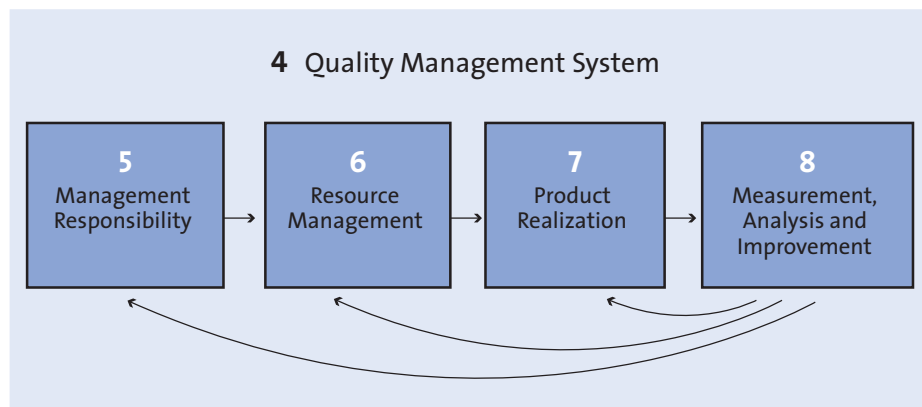 4 Quality Management System
5
Management
Responsibility
6
Resource
Management
7
Product
Realization
8
Measurement,
Analysis and
Improvement